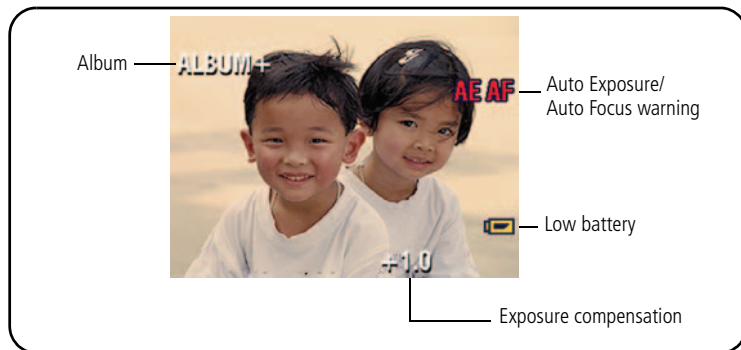 Album
ALBUM+
AE AF
Auto Exposure/
Auto Focus warning
Low battery
+1.0
Exposure compensation